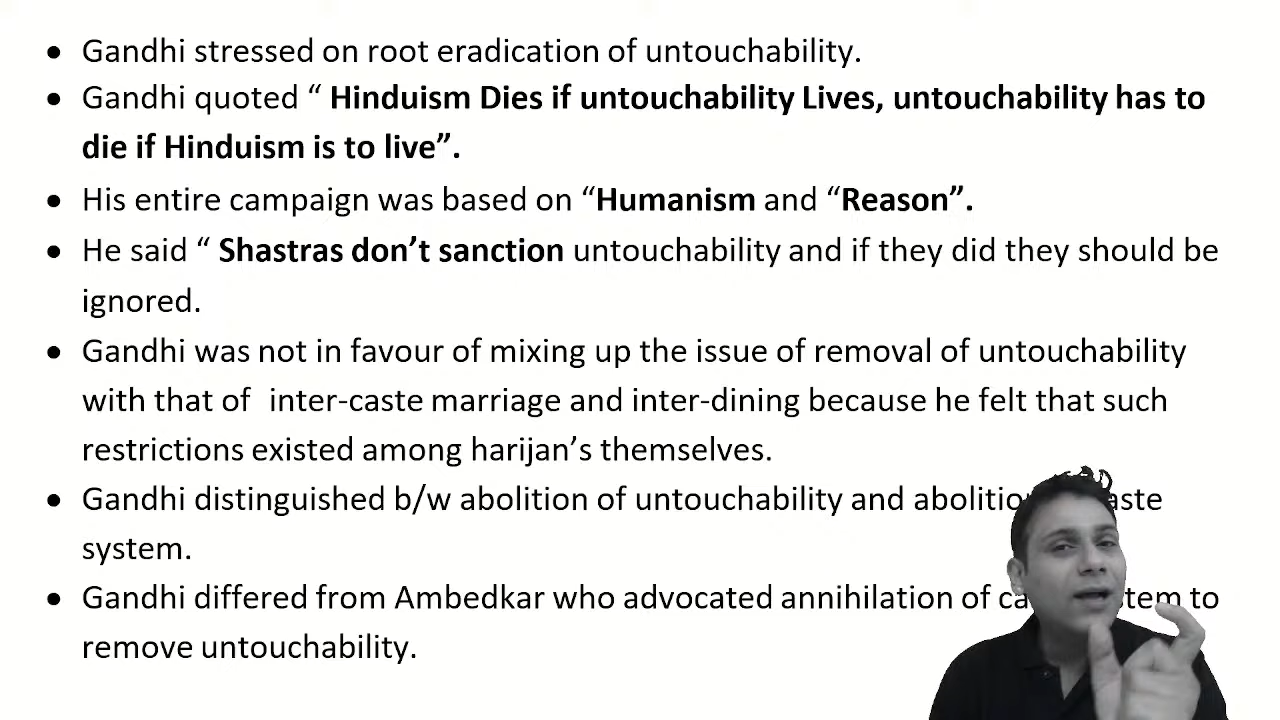 • Gandhi stressed on root eradication of untouchability.
• Gandhi quoted “ Hinduism Dies if untouchability Lives, untouchability has to
die if Hinduism is to live”.
• His entire campaign was based on “Humanism and “Reason”.
• He said “ Shastras don’t sanction untouchability and if they did they should be
ignored.
• Gandhi was not in favour of mixing up the issue of removal of untouchability
with that of inter-caste marriage and inter-dining because he felt that such
restrictions existed among harijan’s themselves.
• Gandhi distinguished b/w abolition of untouchability and
system.
• Gandhi differed from Ambedkar who advocated annihilation of to
remove untouchability.